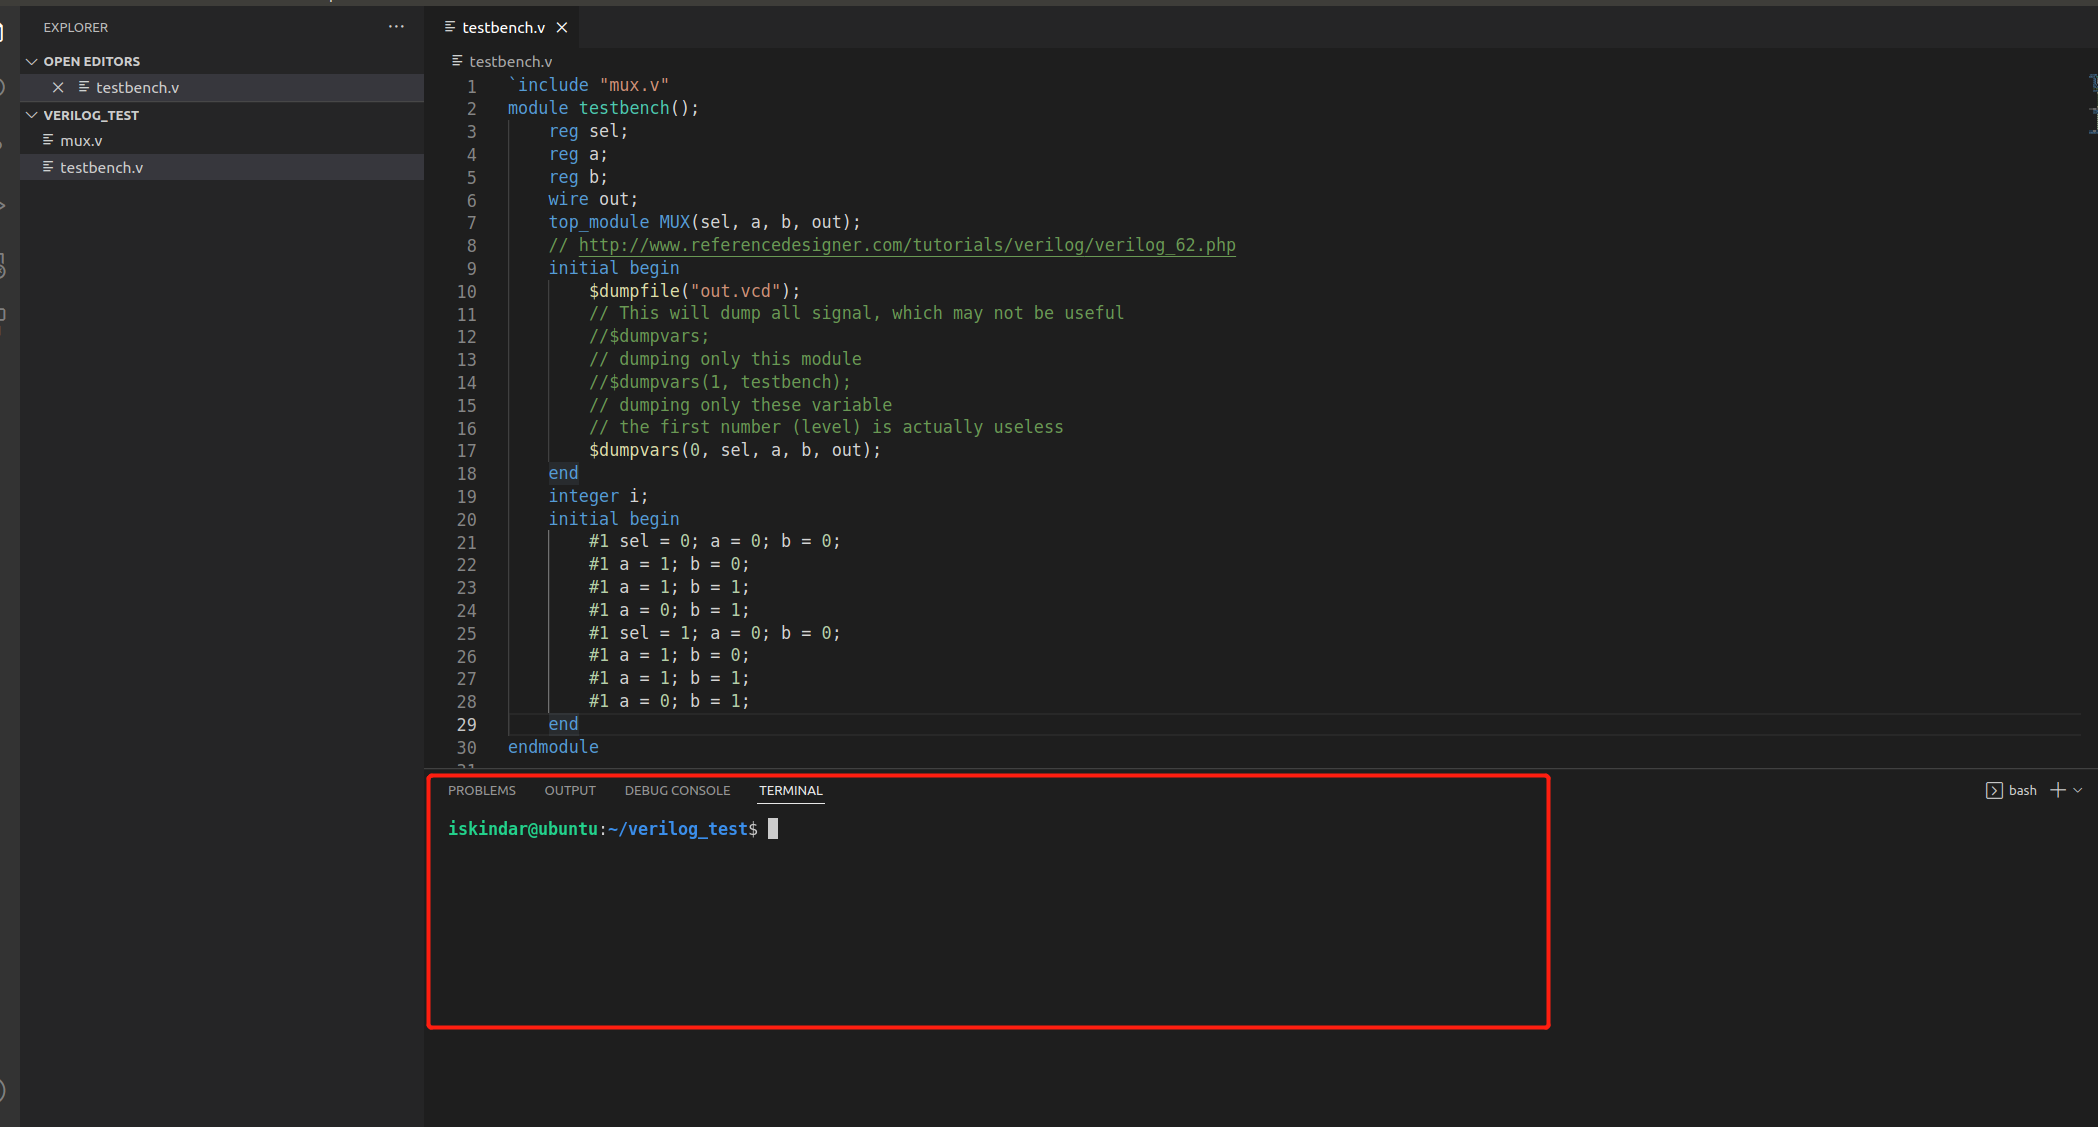 EXPLORER
OPEN EDITORS
testbench.v
VERILOG_TEST
mux.v
testbench.v
testbench.v
testbench.v
1 `include "mux.v"
2 module testbench();
3 reg sel;
4 reg a;
5 reg b;
6 wire out;
7 top_module MUX(sel, a, b, out);
8 // http://www.referencedesigner.com/tutorials/verilog/verilog_62.php
9 initial begin
10 $dumpfile("out.vcd");
11 // This will dump all signal, which may not be useful
12 //$dumpvars;
13 // dumping only this module
14 //$dumpvars(1, testbench);
15 // dumping only these variable
16 // the first number (level) is actually useless
17 $dumpvars(0, sel, a, b, out);
18 end
19 integer i;
20 initial begin
21 #1 sel = 0; a = 0; b = 0;
22 #1 a = 1; b = 0;
23 #1 a = 1; b = 1;
24 #1 a = 0; b = 1;
25 #1 sel = 1; a = 0; b = 0;
26 #1 a = 1; b = 0;
27 #1 a = 1; b = 1;
28 #1 a = 0; b = 1;
29 end
30 endmodule
PROBLEMS OUTPUT DEBUG CONSOLE TERMINAL bash
iskindar@ubuntu:~/verilog_test$